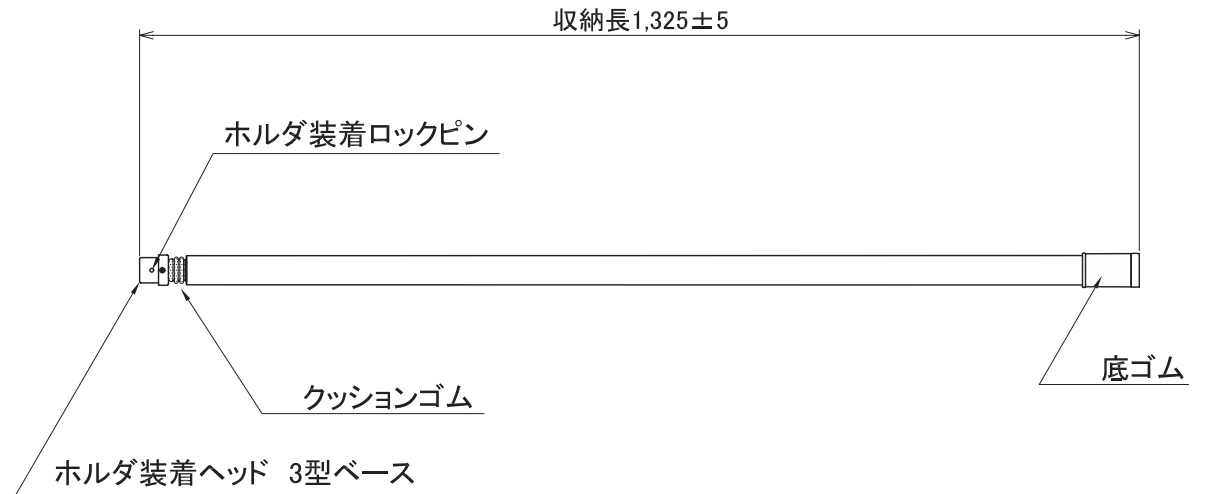 収納長1,325±5
ホルダ装着ロックピン
底ゴム
クッションゴム
ホルダ装着ヘッド 3型ベース